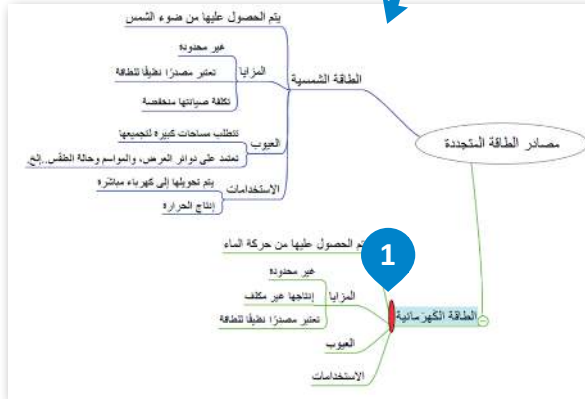 مصادر الطاقة المتجددة
الطاقة الشمسية
يتم الحصول عليها من ضوء الشمس
المزايا
غير محدودة
تعتبر مصدرًا نظيفًا للطاقة
تكلفة صيانتها منخفضة
العيوب
تتطلب مساحات كبيرة لتجميعها
تعتمد على دوائر العرض، والمواسم وحالة الطقس..إلخ.
الاستخدامات
يتم تحويلها إلى كهرباء مباشرة
إنتاج الحرارة
الطاقة الكهرمائية
يتم الحصول عليها من حركة الماء
المزايا
غير محدودة
إنتاجها غير مكلف
تعتبر مصدرًا نظيفًا للطاقة
العيوب
الاستخدامات
1